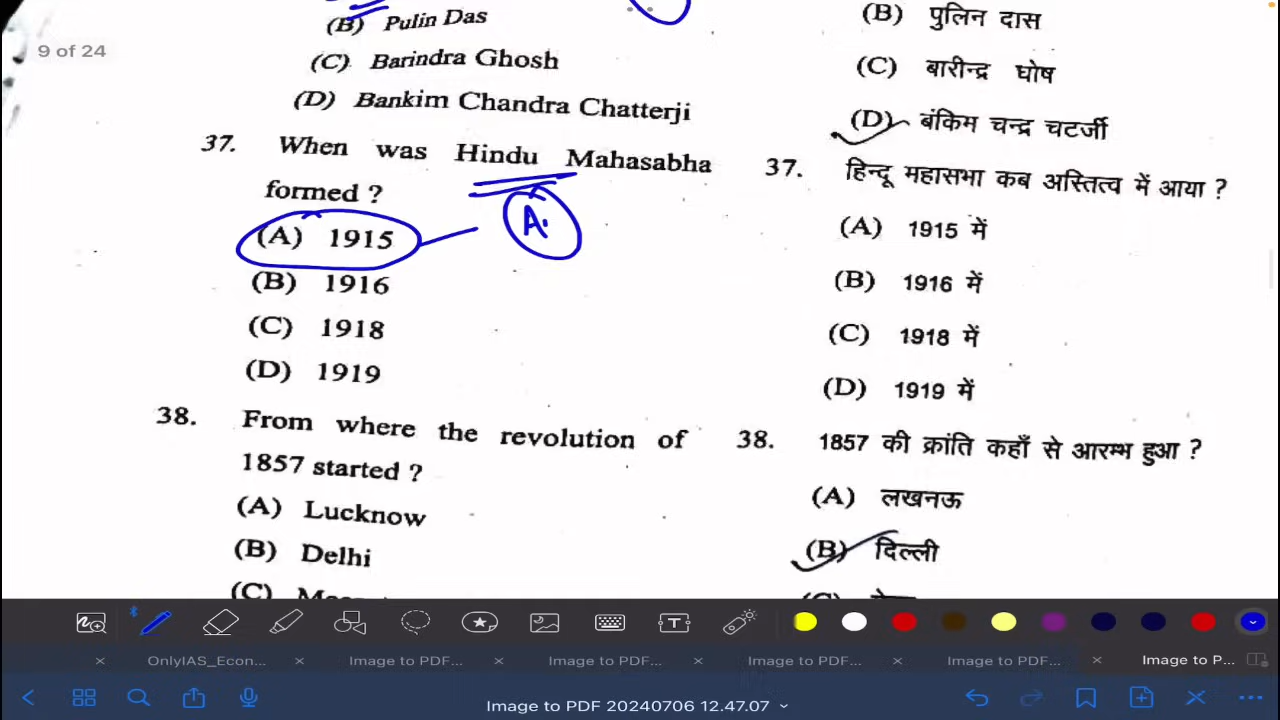 9 of 24
(B) Pulin Das
(C) Barindra Ghosh
(D) Bankim Chandra Chatterji
37. When was Hindu Mahasabha
formed ?
(A) 1915
A.
(B) 1916
(C) 1918
(D) 1919
38. From where the revolution of
1857 started ?
(A) Lucknow
(B) Delhi
(C)
(B) पुलिन दास
(C) बारीन्द्र घोष
(D) बंकिम चन्द्र चटर्जी
37. हिन्दू महासभा कब अस्तित्व में आया ?
(A) 1915 में
(B) 1916 में
(C) 1918 में
(D) 1919 में
38. 1857 की क्रांति कहाँ से आरम्भ हुआ ?
(A) लखनऊ
(B) दिल्ली
OnlyIAS_Econ... Image to PDF... Image to PDF... Image to PDF... Image to PDF... Image to P...
Image to PDF 20240706 12.47.07